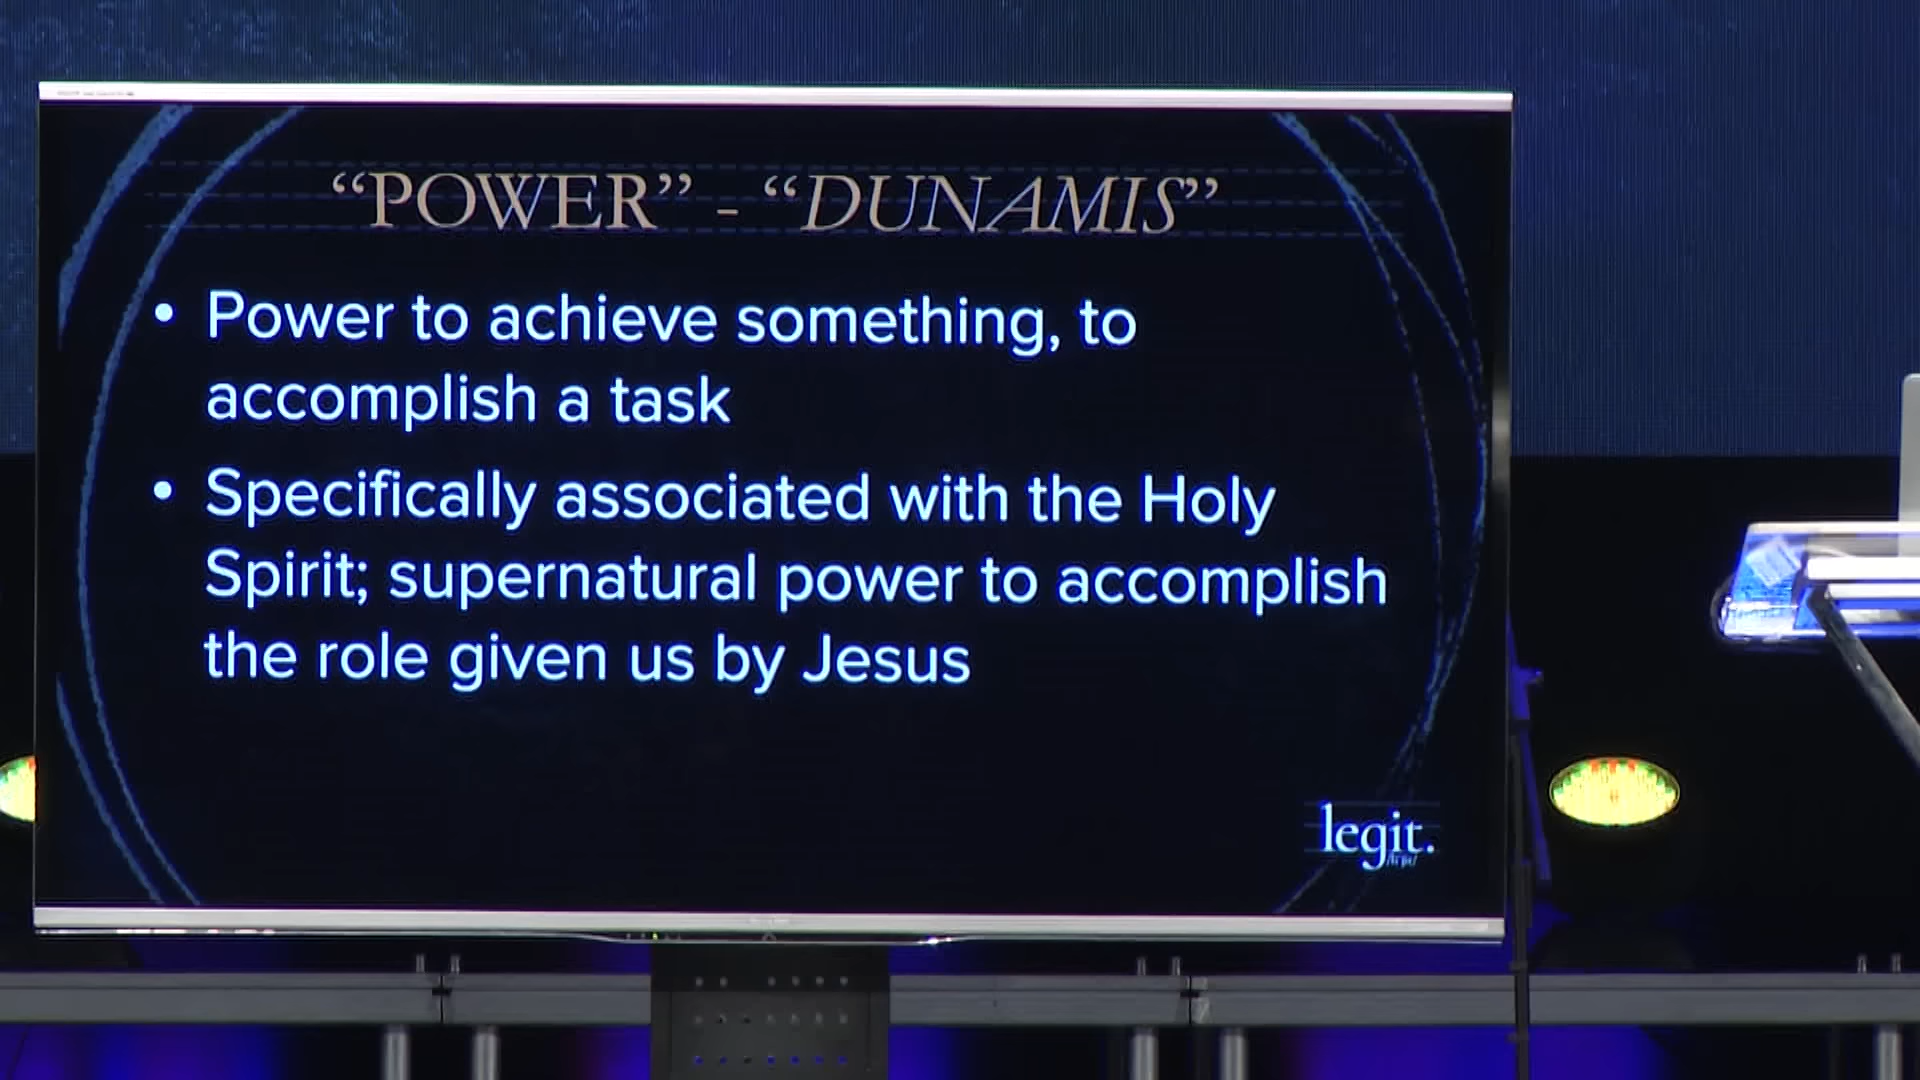 “POWER” - “DUNAMIS”
• Power to achieve something, to
accomplish a task
• Specifically associated with the Holy
Spirit; supernatural power to accomplish
the role given us by Jesus
legit.